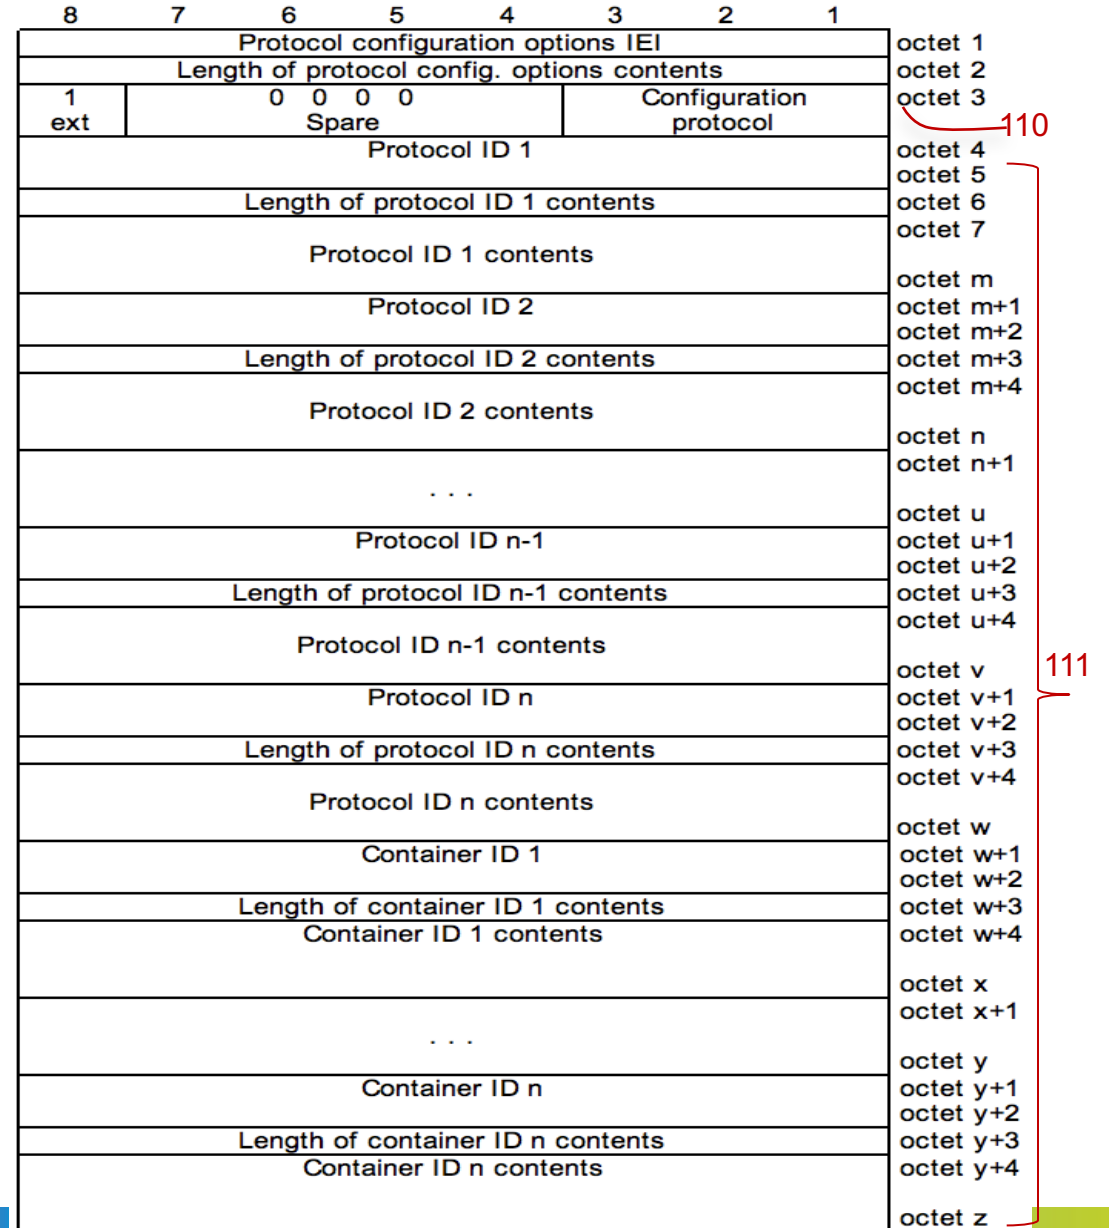 8 7 6 5 4 3 2 1
Protocol configuration options IEI octet 1
Length of protocol config. options contents octet 2
1 0 0 0 0 Configuration octet 3
ext Spare protocol
110
Protocol ID 1 octet 4
octet 5
Length of protocol ID 1 contents octet 6
octet 7
Protocol ID 1 contents
octet m
Protocol ID 2 octet m+1
octet m+2
Length of protocol ID 2 contents octet m+3
octet m+4
Protocol ID 2 contents
octet n
octet n+1
. . .
octet u
Protocol ID n-1 octet u+1
octet u+2
Length of protocol ID n-1 contents octet u+3
octet u+4
Protocol ID n-1 contents
111
octet v
Protocol ID n octet v+1
octet v+2
Length of protocol ID n contents octet v+3
octet v+4
Protocol ID n contents
octet w
Container ID 1 octet w+1
octet w+2
Length of container ID 1 contents octet w+3
Container ID 1 contents octet w+4
octet x
octet x+1
. . .
octet y
Container ID n octet y+1
octet y+2
Length of container ID n contents octet y+3
Container ID n contents octet y+4
octet z